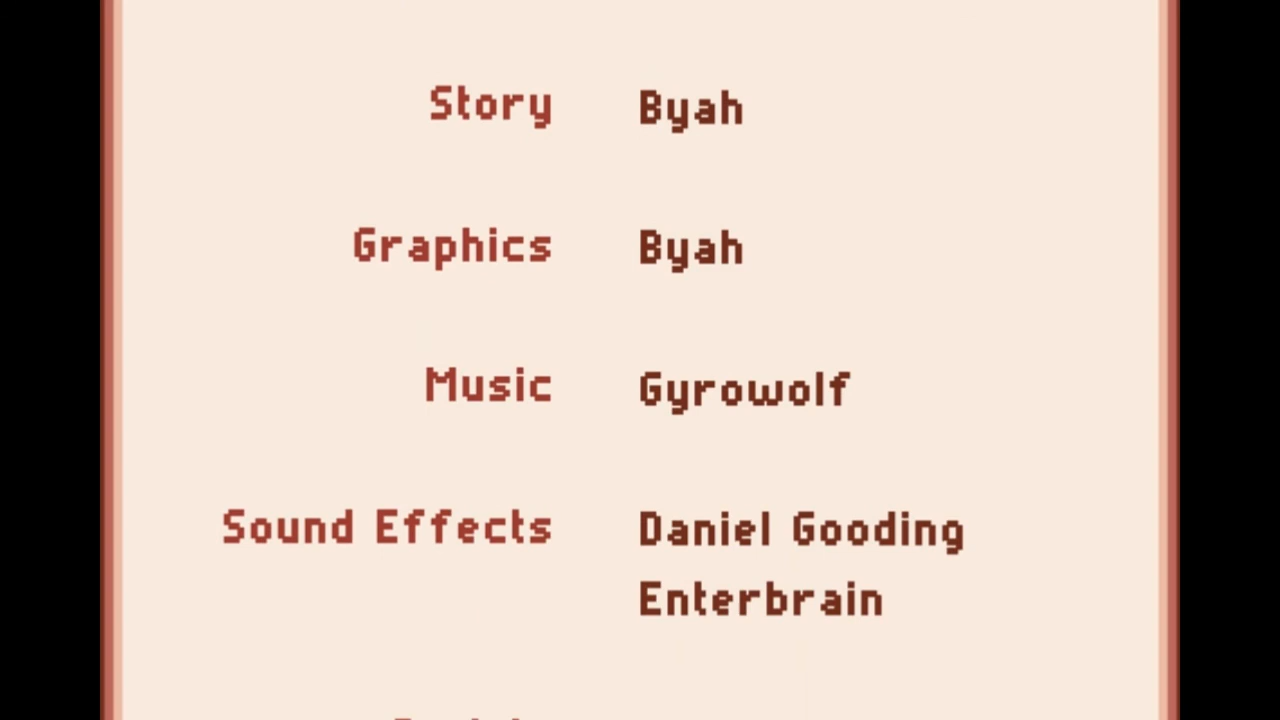 Story Byah
Graphics Byah
Music Gyrowolf
Sound Effects Daniel Gooding
Enterbrain